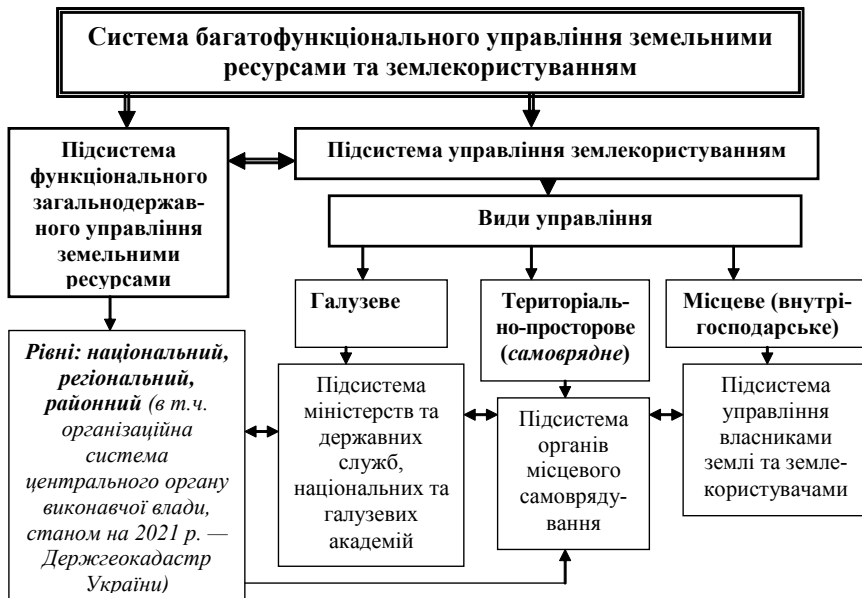 Система багатофункціонального управління земельними
ресурсами та землекористуванням
Підсистема
функціонального
загальнодержав-
ного управління
земельними
ресурсами
Підсистема управління землекористуванням
Види управління
Галузеве
Територіаль-
но-просторове
(самоврядне)
Місцеве (внутрі-
господарське)
Рівні: національний,
регіональний,
районний (в т.ч.
організаційна
система
центрального органу
виконавчої влади,
станом на 2021 р. —
Держгеокадастр
України)
Підсистема
міністерств та
державних
служб,
національних та
галузевих
академій
Підсистема
органів
місцевого
самовряду-
вання
Підсистема
управління
власниками
землі та земле-
користувачами